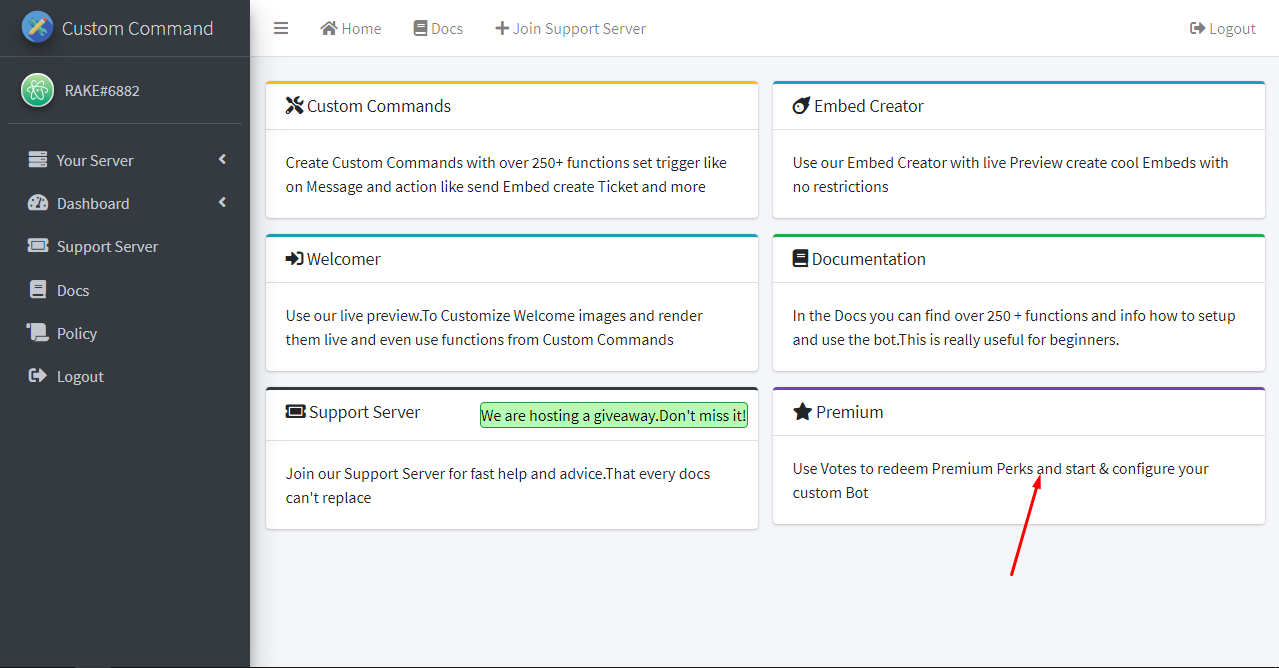 Custom Command
RAKE#6882
Your Server
Dashboard
Support Server
Docs
Policy
Logout
Home
Docs
Join Support Server
Logout
Custom Commands
Create Custom Commands with over 250+ functions set trigger like
on Message and action like send Embed create Ticket and more
Embed Creator
Use our Embed Creator with live Preview create cool Embeds with
no restrictions
Welcomer
Use our live preview.To Customize Welcome images and render
them live and even use functions from Custom Commands
Documentation
In the Docs you can find over 250 + functions and info how to setup
and use the bot.This is really useful for beginners.
Support Server
We are hosting a giveaway.Don't miss it!
Join our Support Server for fast help and advice.That every docs
can't replace
Premium
Use Votes to redeem Premium Perks and start & configure your
custom Bot